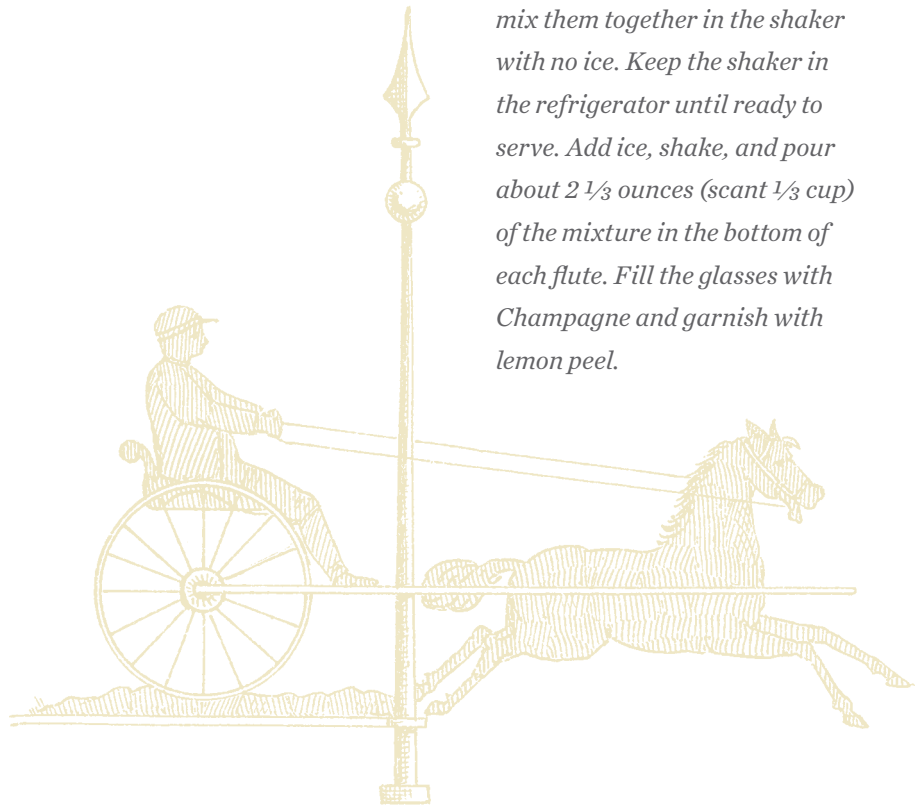 mix them together in the shaker
with no ice. Keep the shaker in
the refrigerator until ready to
serve. Add ice, shake, and pour
about 2 ⅓ ounces (scant ⅓ cup)
of the mixture in the bottom of
each flute. Fill the glasses with
Champagne and garnish with
lemon peel.